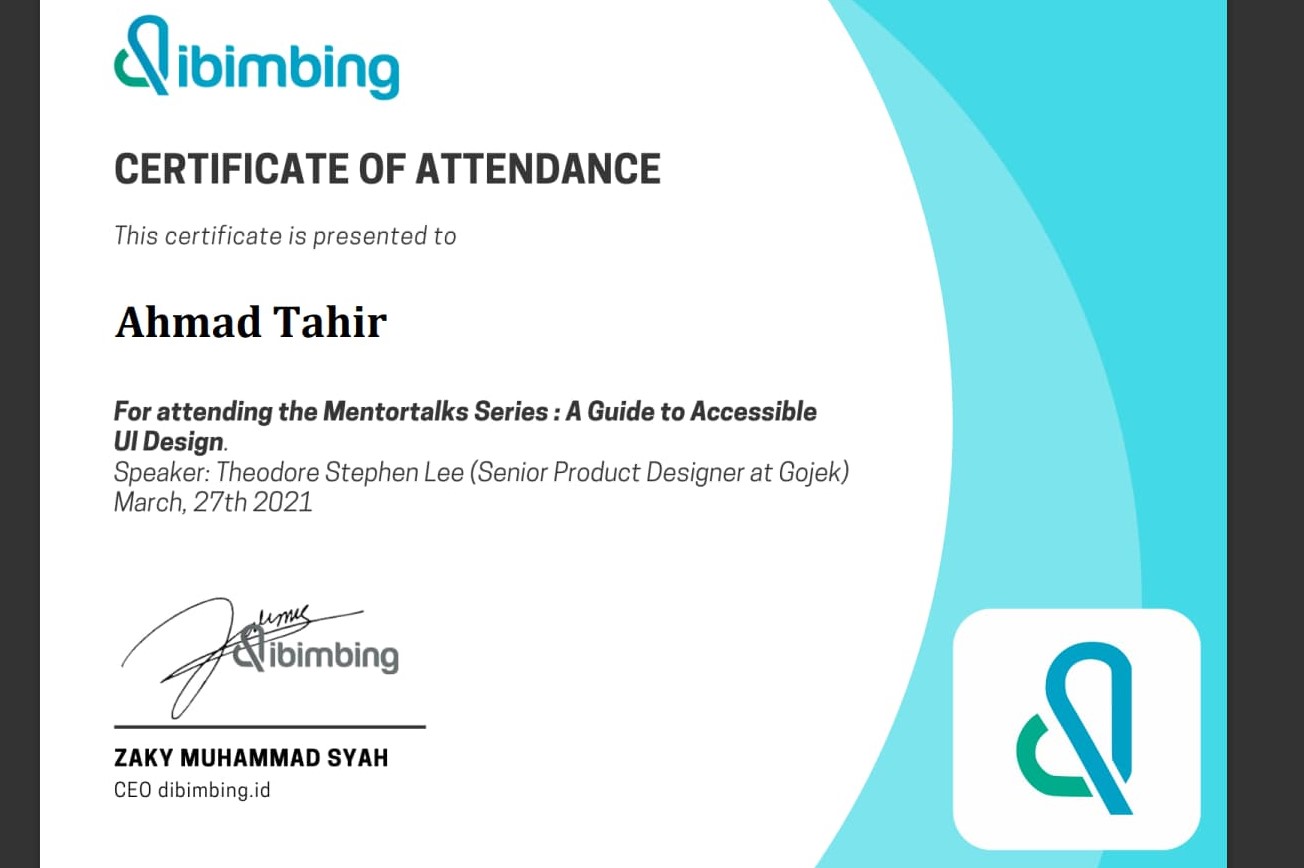 dibimbing
CERTIFICATE OF ATTENDANCE
This certificate is presented to
Ahmad Tahir
For attending the Mentortalks Series : A Guide to Accessible
UI Design.
Speaker: Theodore Stephen Lee (Senior Product Designer at Gojek)
March, 27th 2021
dibimbing
ZAKY MUHAMMAD SYAH
CEO dibimbing.id